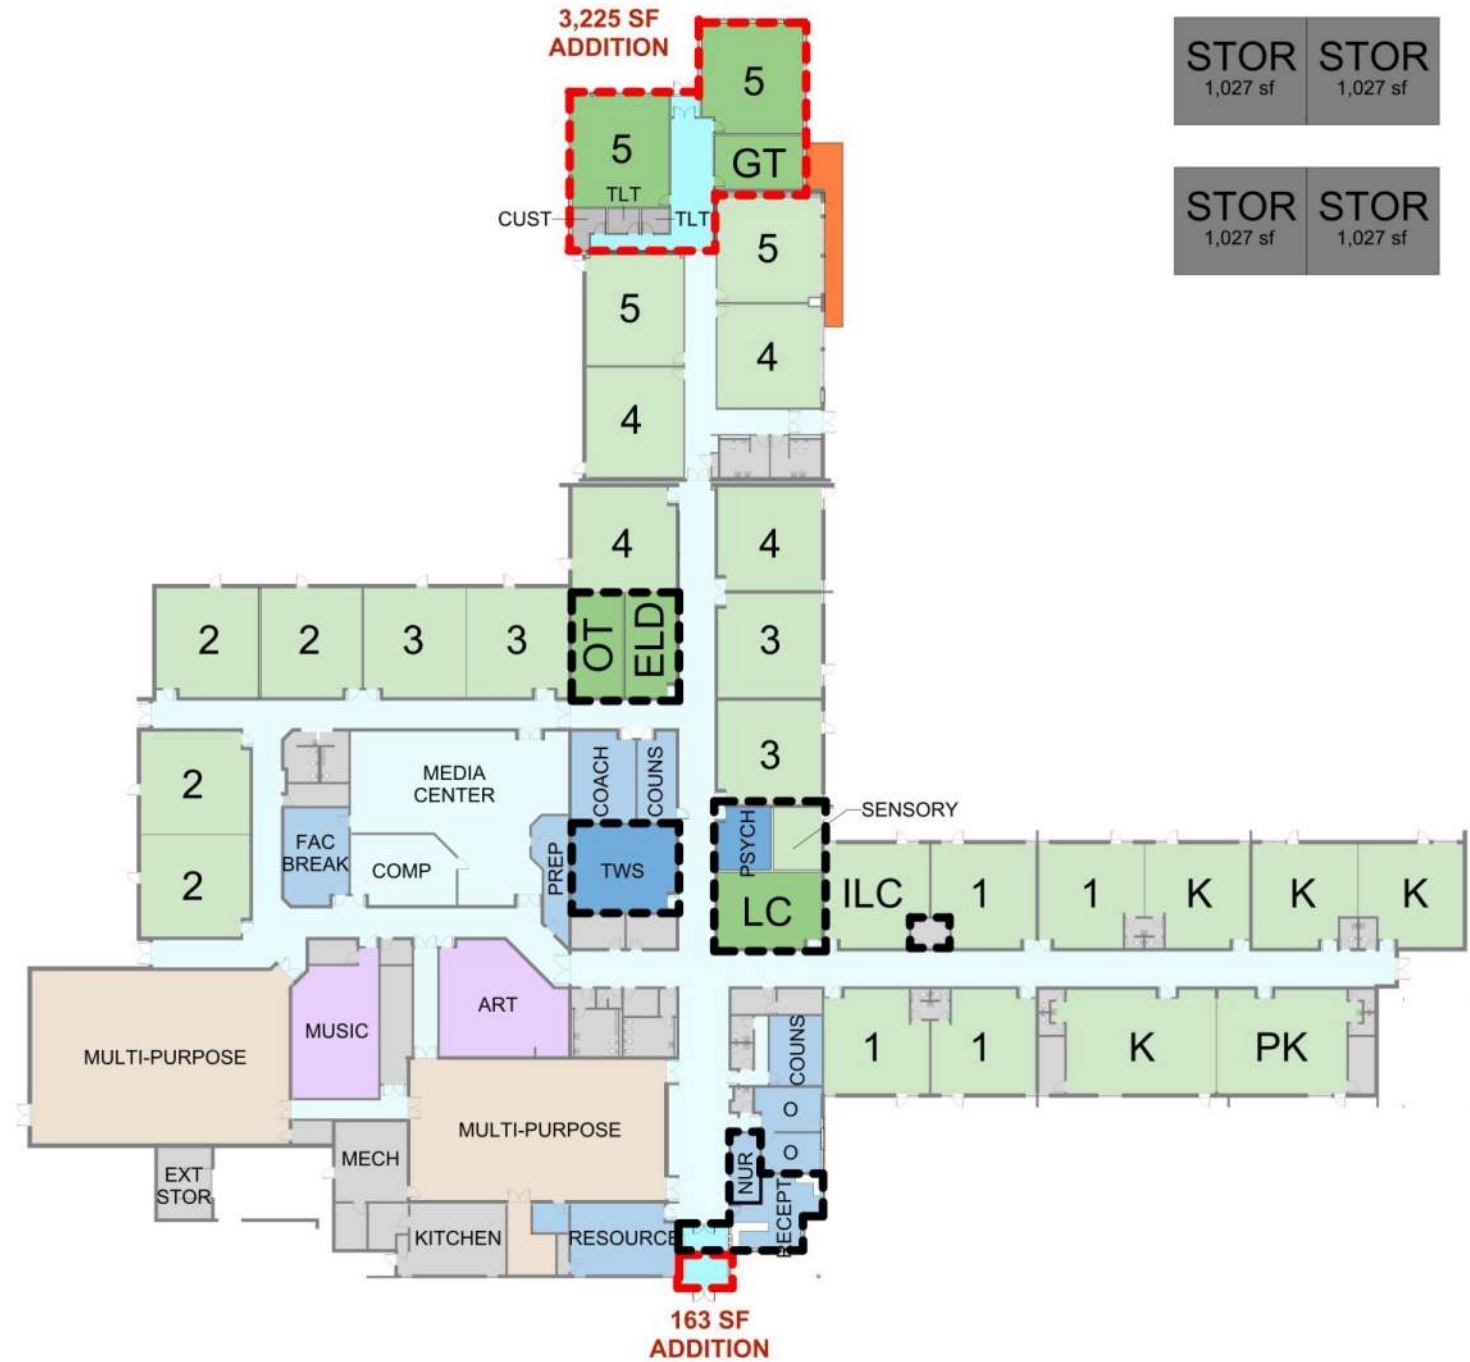 3,225 SF
ADDITION
STOR
1,027 sf
STOR
1,027 sf
STOR
1,027 sf
STOR
1,027 sf
5
5
GT
TLT
CUST
TLT
5
5
4
4
4
4
2
2
3
3
OT
ELD
3
3
2
MEDIA
CENTER
COACH
COUNS
SENSORY
PSYCH
FAC
BREAK
COMP
PREP
TWS
2
LC
ILC
1
1
K
K
K
MUSIC
ART
MULTI-PURPOSE
COUNS
1
1
K
PK
O
MULTI-PURPOSE
O
MECH
NUR
EXT
STOR
RECEPT
KITCHEN
RESOURCE
163 SF
ADDITION